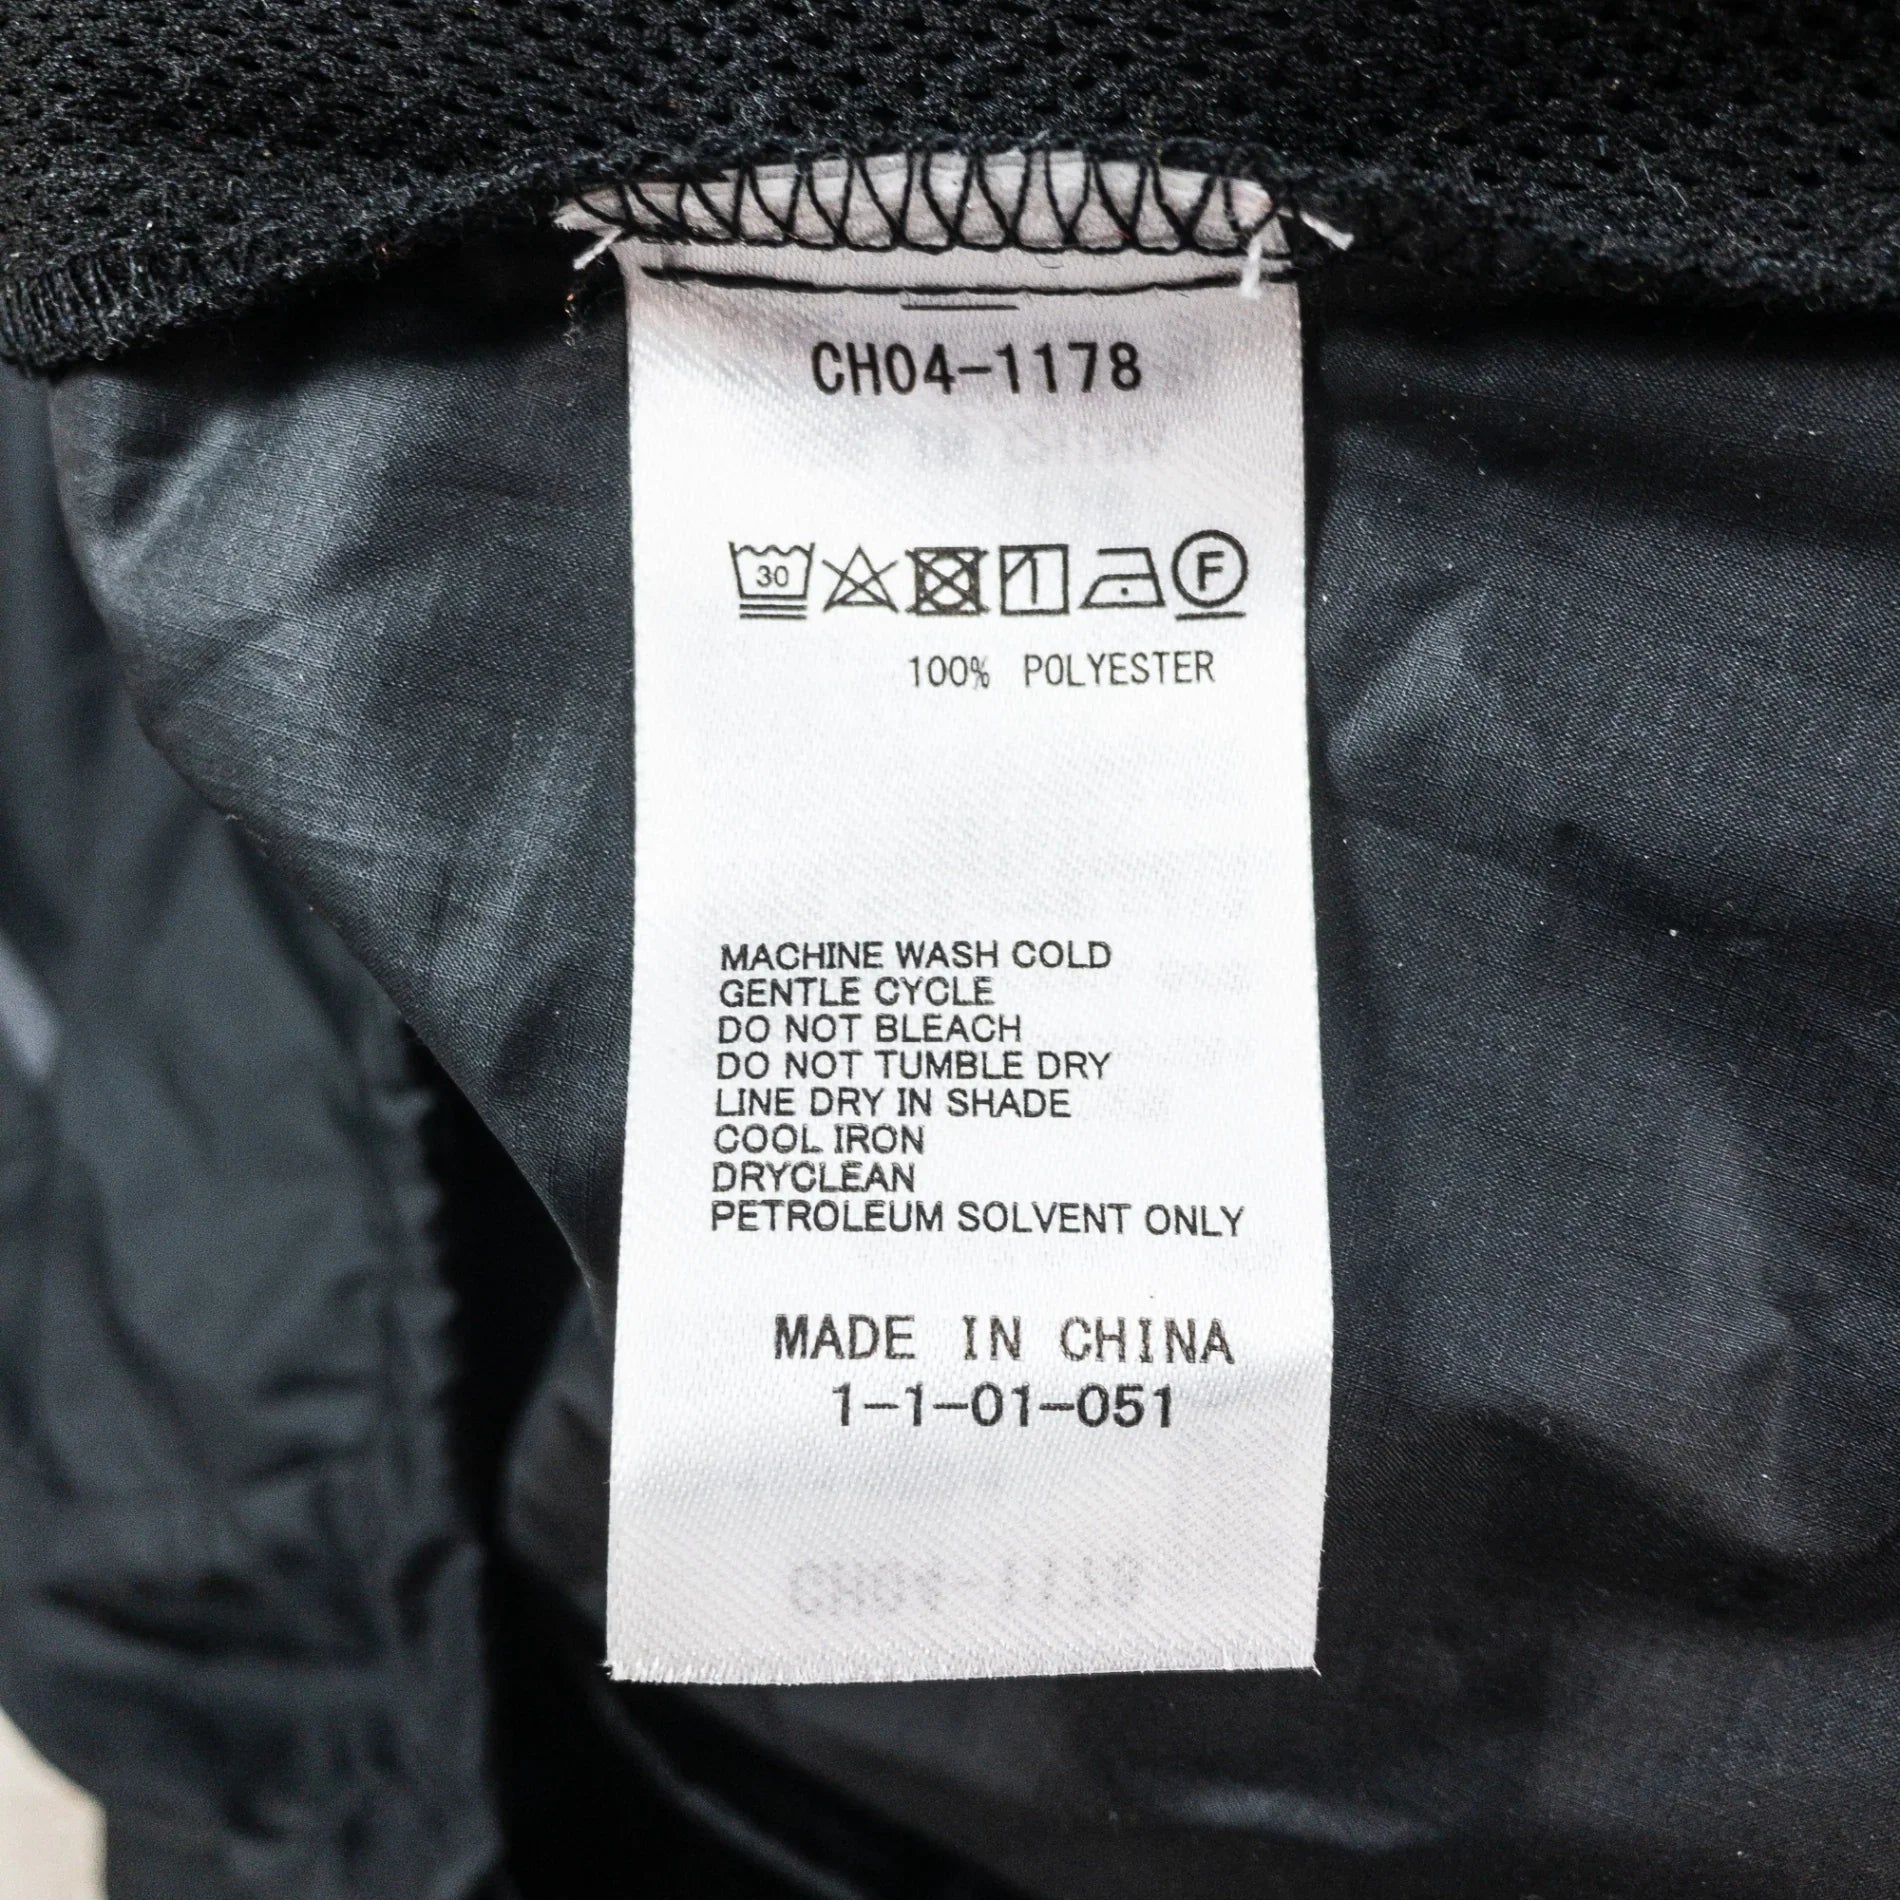 CH04-1178
30 F
100% POLYESTER
MACHINE WASH COLD
GENTLE CYCLE
DO NOT BLEACH
DO NOT TUMBLE DRY
LINE DRY IN SHADE
COOL IRON
DRYCLEAN
PETROLEUM SOLVENT ONLY
MADE IN CHINA
1-1-01-051